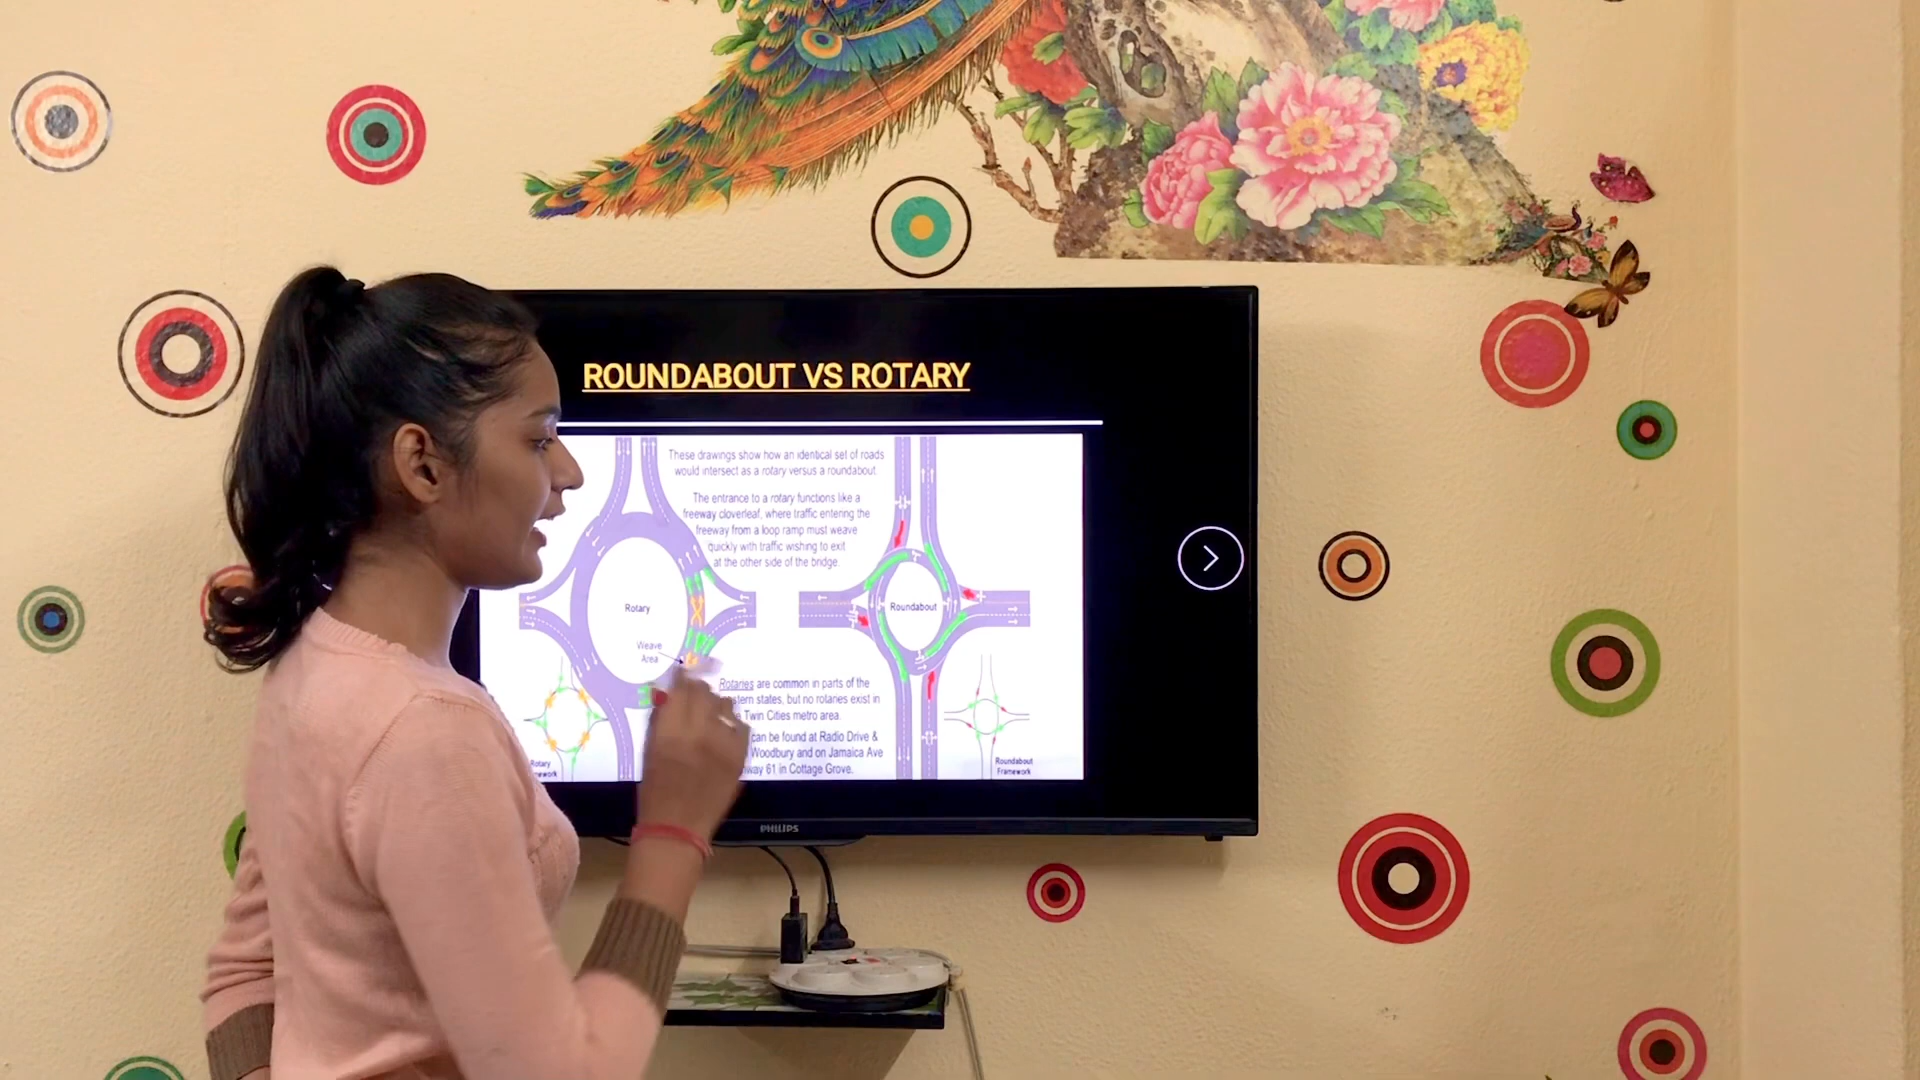 ROUNDABOUT VS ROTARY
These drawings show how an identical set of roads
would intersect as a rotary versus a roundabout.
The entrance to a rotary functions like a
freeway cloverleaf, where traffic entering the
freeway from a loop ramp must weave
quickly with traffic wishing to exit
at the other side of the bridge.
Rotary
Roundabout
Weave
Area
Rotaries are common in parts of the
states, but no rotaries exist in
Twin Cities metro area.
can be found at Radio Drive &
Woodbury and on Jamaica Ave
61 in Cottage Grove.
Rotary
Roundabout
Framework
PHILIPS